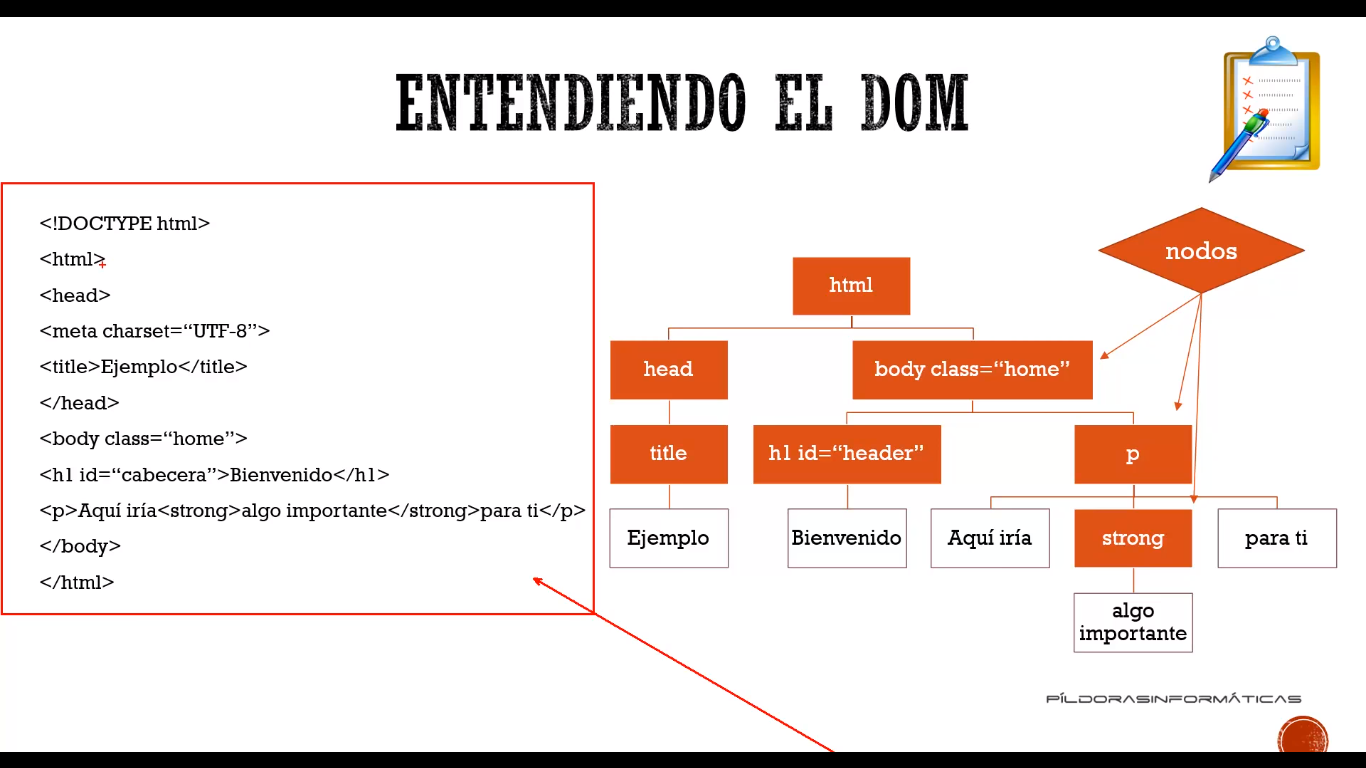 ENTENDIENDO EL DOM
<!DOCTYPE html>
<html>
<head>
<meta charset=“UTF-8”>
<title>Ejemplo</title>
</head>
<body class=“home”>
<h1 id=“cabecera”>Bienvenido</h1>
<p>Aquí iría<strong>algo importante</strong>para ti</p>
</body>
</html>
nodos
html
head
body class=“home”
title
h1 id=“header”
p
Ejemplo
Bienvenido
Aquí iría
strong
para ti
algo
importante
PÍLDORASINFORMÁTICAS